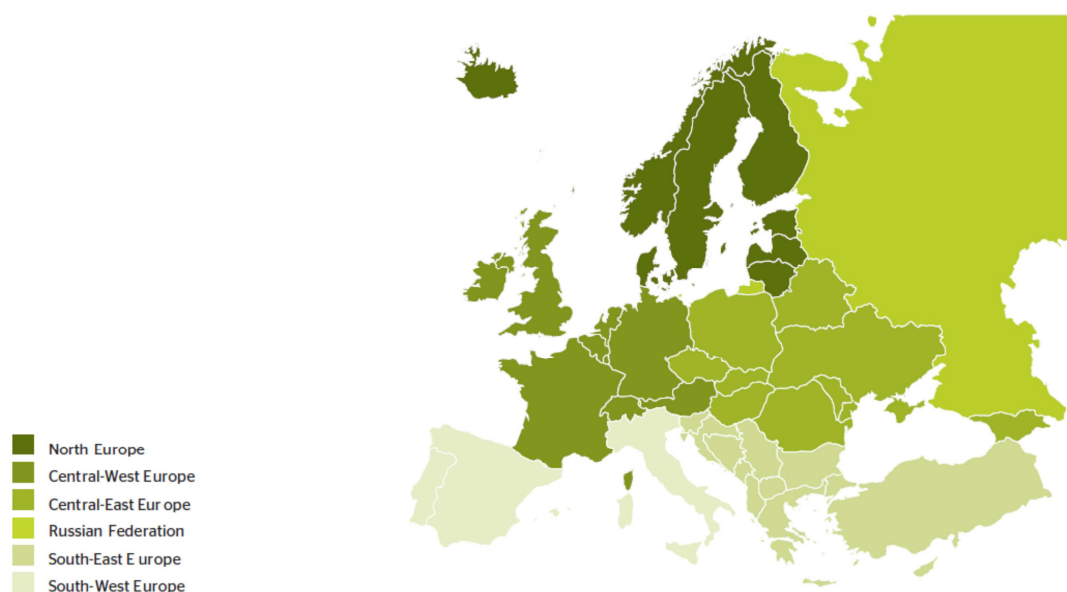 North Europe
Central-West Europe
Central-East Europe
Russian Federation
South-East Europe
South-West Europe